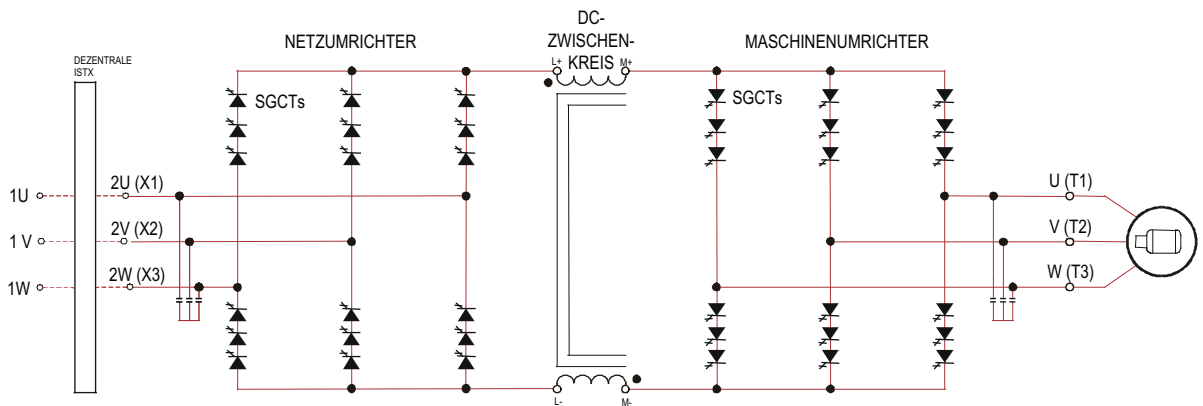 DC-
ZWISCHEN-
KREIS
NETZUMRICHTER
MASCHINENUMRICHTER
DEZENTRALE
ISTX
L+
M+
SGCTs
SGCTs
1U
2U (X1)
U (T1)
1 V
2V (X2)
V (T2)
1W
2W (X3)
W (T3)
L-
M-